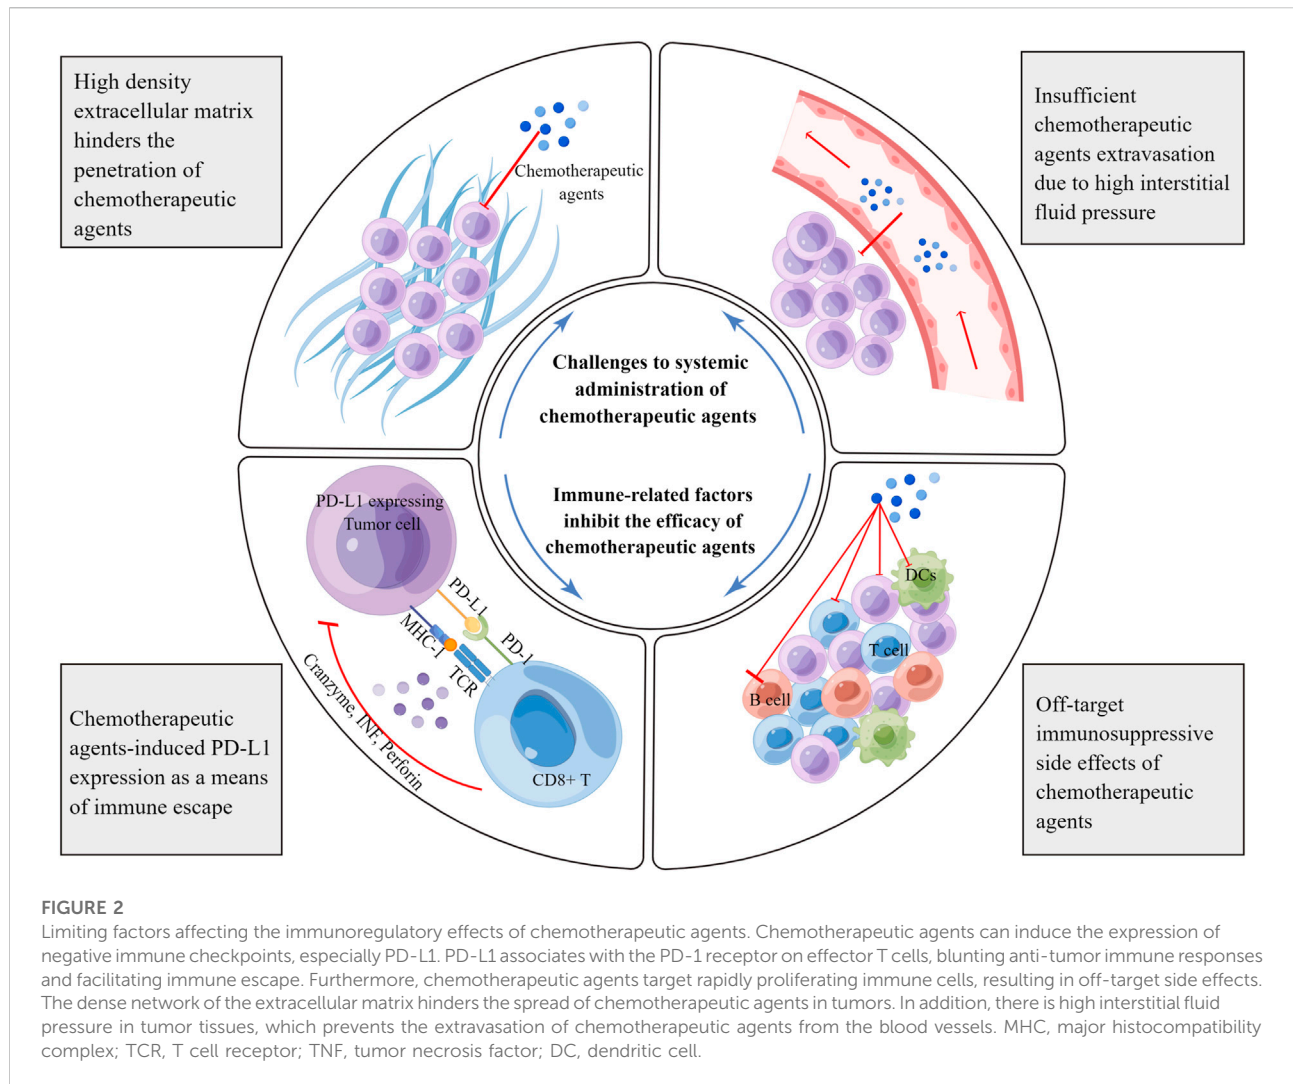 High density
extracellular matrix
hinders the
penetration of
chemotherapeutic
agents
Chemotherapeutic
agents
Insufficient
chemotherapeutic
agents extravasation
due to high interstitial
fluid pressure
Challenges to systemic
administration of
chemotherapeutic agents
Immune-related factors
inhibit the efficacy of
chemotherapeutic agents
PD-L1 expressing
Tumor cell
PD-L1
MHC-1
PD-1
TCR
Cranzyme, INF, Perforin
CD8+ T
Chemotherapeutic
agents-induced PD-L1
expression as a means
of immune escape
DCs
T cell
B cell
Off-target
immunosuppressive
side effects of
chemotherapeutic
agents
FIGURE 2
Limiting factors affecting the immunoregulatory effects of chemotherapeutic agents. Chemotherapeutic agents can induce the expression of
negative immune checkpoints, especially PD-L1. PD-L1 associates with the PD-1 receptor on effector T cells, blunting anti-tumor immune responses
and facilitating immune escape. Furthermore, chemotherapeutic agents target rapidly proliferating immune cells, resulting in off-target side effects.
The dense network of the extracellular matrix hinders the spread of chemotherapeutic agents in tumors. In addition, there is high interstitial fluid
pressure in tumor tissues, which prevents the extravasation of chemotherapeutic agents from the blood vessels. MHC, major histocompatibility
complex; TCR, T cell receptor; TNF, tumor necrosis factor; DC, dendritic cell.